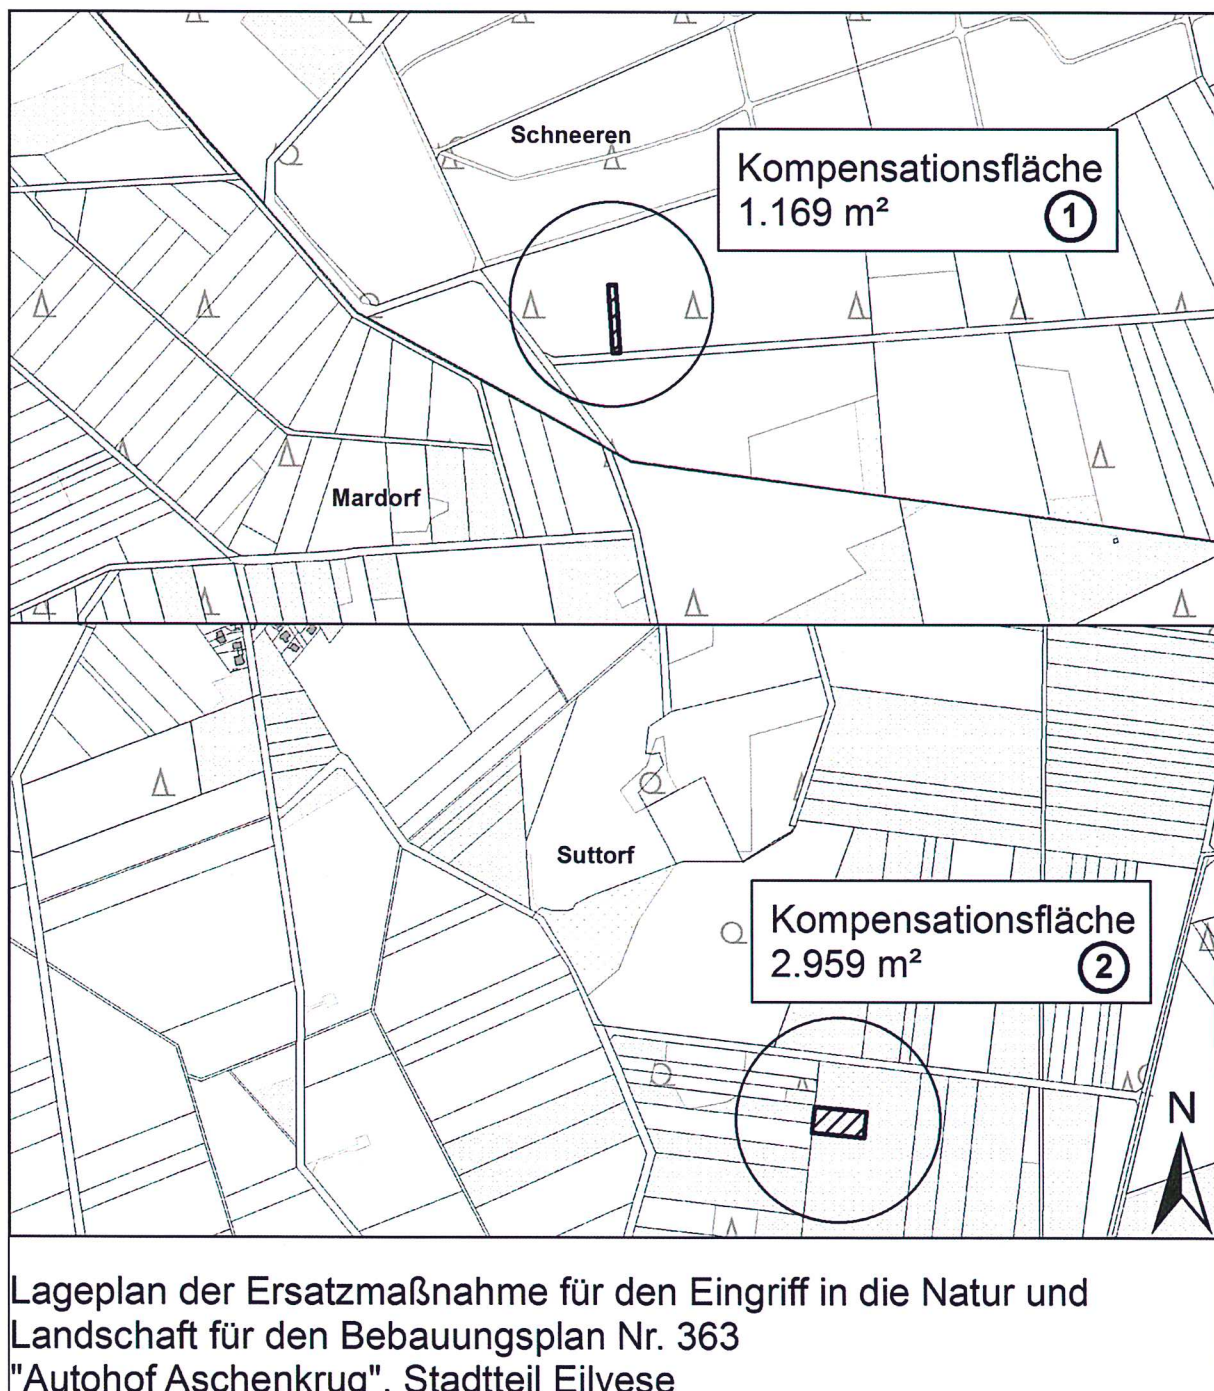 Schneeren
Kompensationsfläche
1.169 m²
1
Mardorf
Suttorf
Kompensationsfläche
2.959 m²
2
N
Lageplan der Ersatzmaßnahme für den Eingriff in die Natur und
Landschaft für den Bebauungsplan Nr. 363
"Autohof Aschenkrug", Stadtteil Eilvese